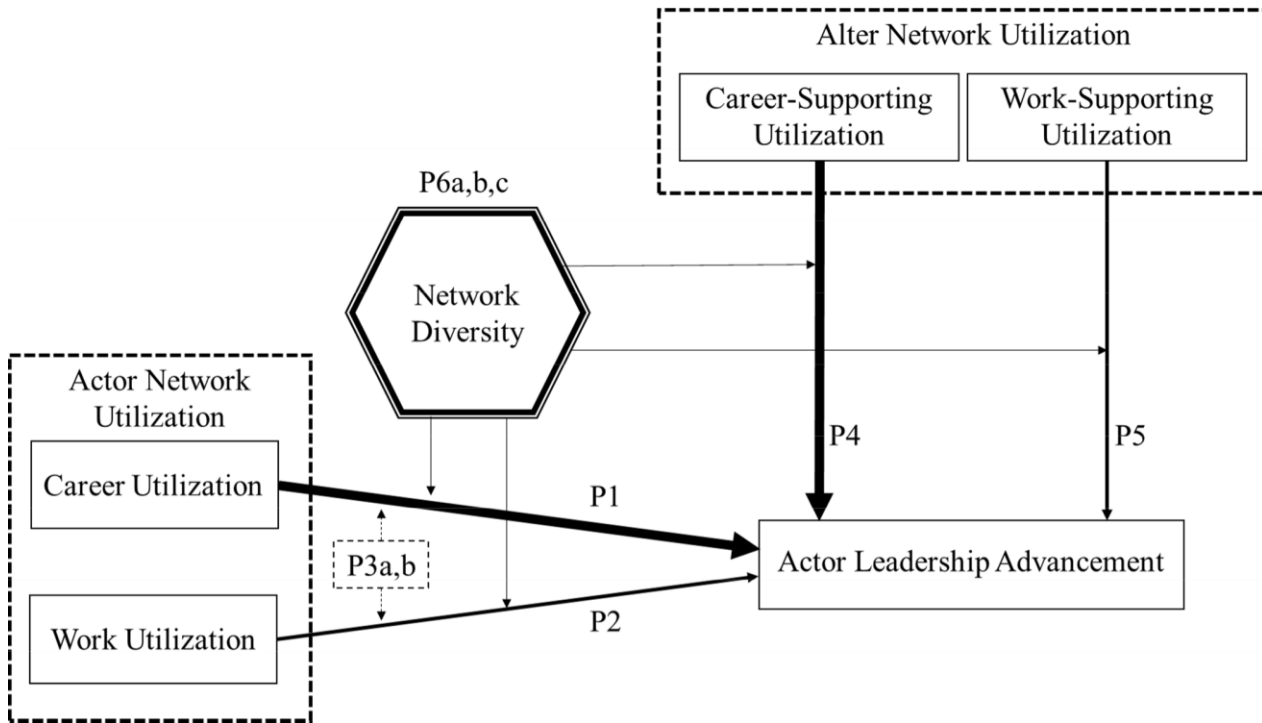 Alter Network Utilization
Career-Supporting
Utilization
Work-Supporting
Utilization
P6a,b,c
Network
Diversity
Actor Network
Utilization
Career Utilization
P4
P5
P1
P3a,b
Actor Leadership Advancement
Work Utilization
P2